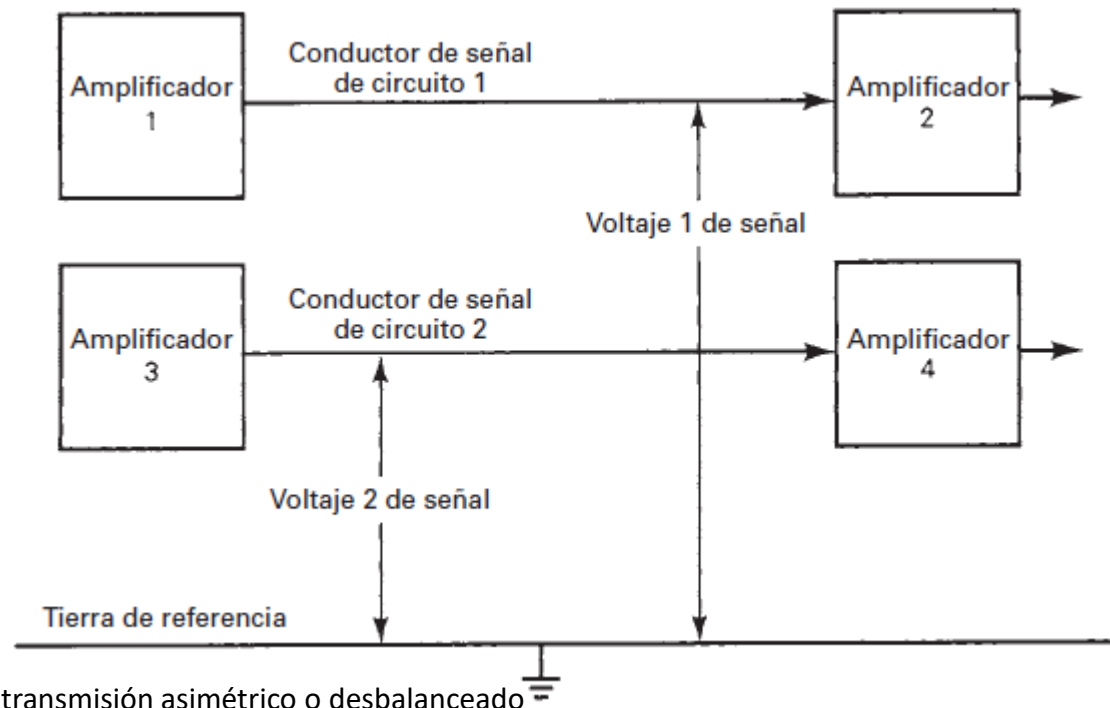 Conductor de señal
de circuito 1
Amplificador
1
Amplificador
2
Voltaje 1 de señal
Conductor de señal
de circuito 2
Amplificador
3
Amplificador
4
Voltaje 2 de señal
Tierra de referencia
transmisión asimétrico o desbalanceado